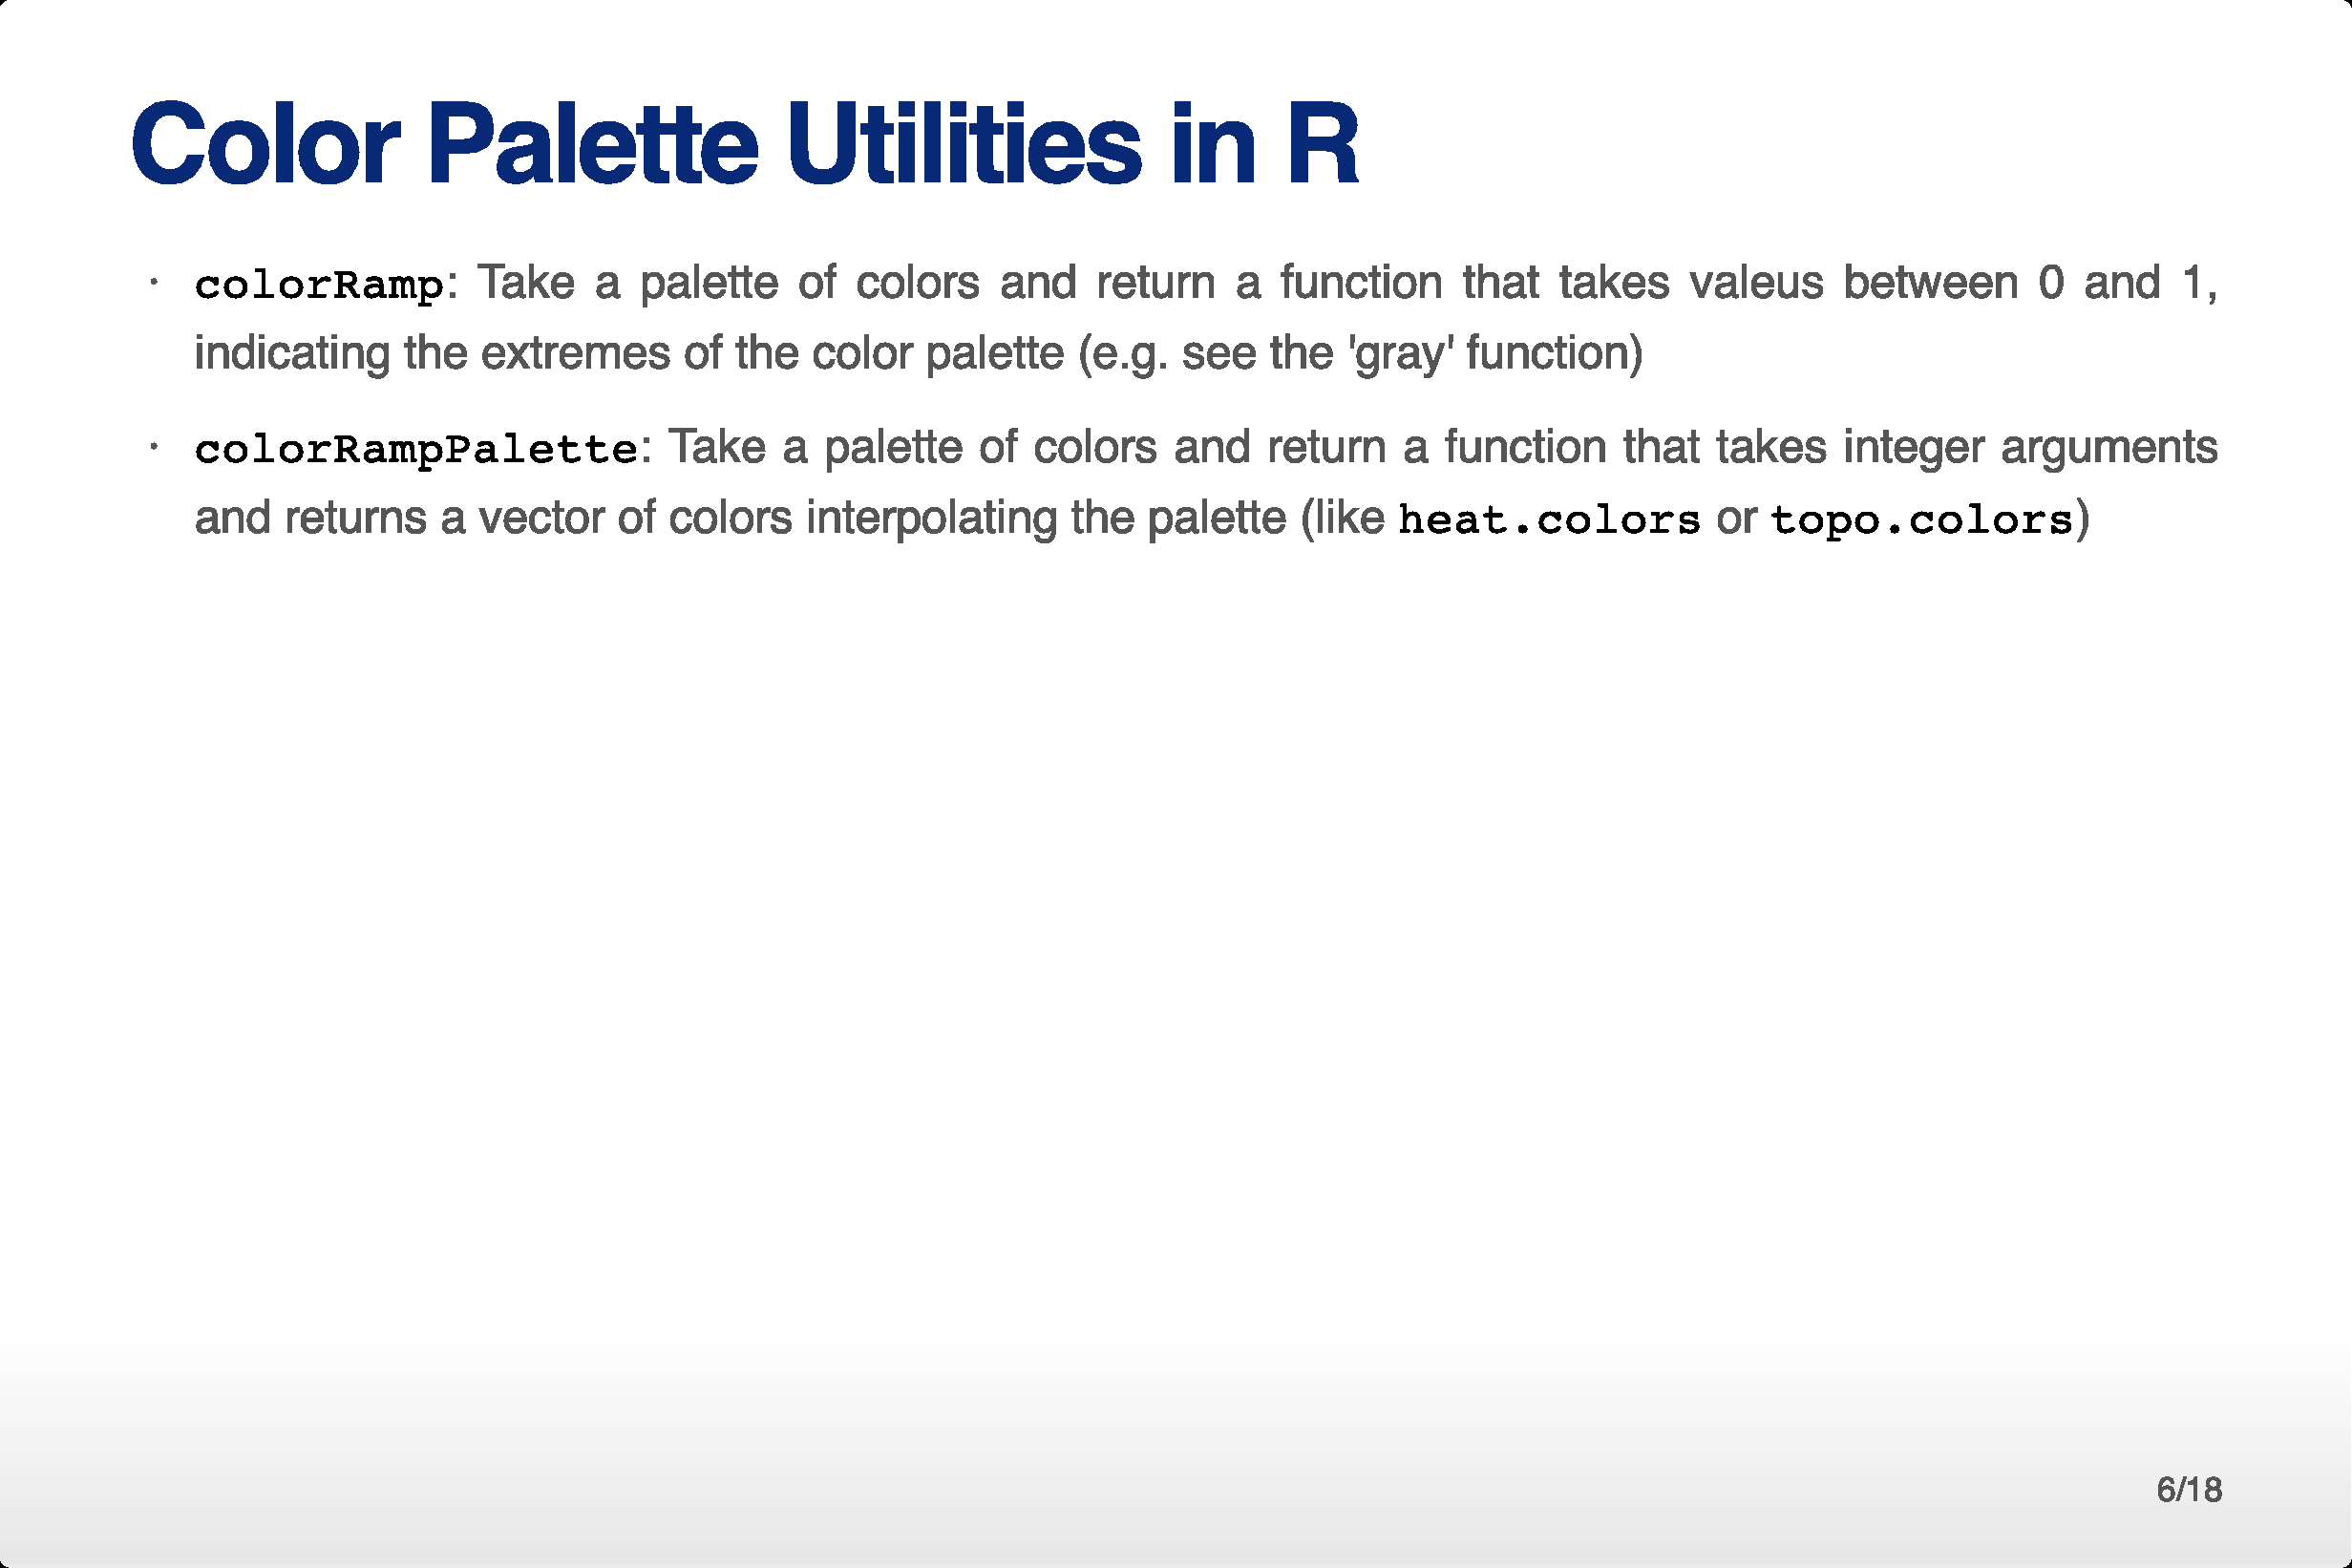 Color Palette Utilities in R
· colorRamp: Take a palette of colors and return a function that takes valeus between 0 and 1,
indicating the extremes of the color palette (e.g. see the 'gray' function)
· colorRampPalette: Take a palette of colors and return a function that takes integer arguments
and returns a vector of colors interpolating the palette (like heat.colors or topo.colors)
6/18